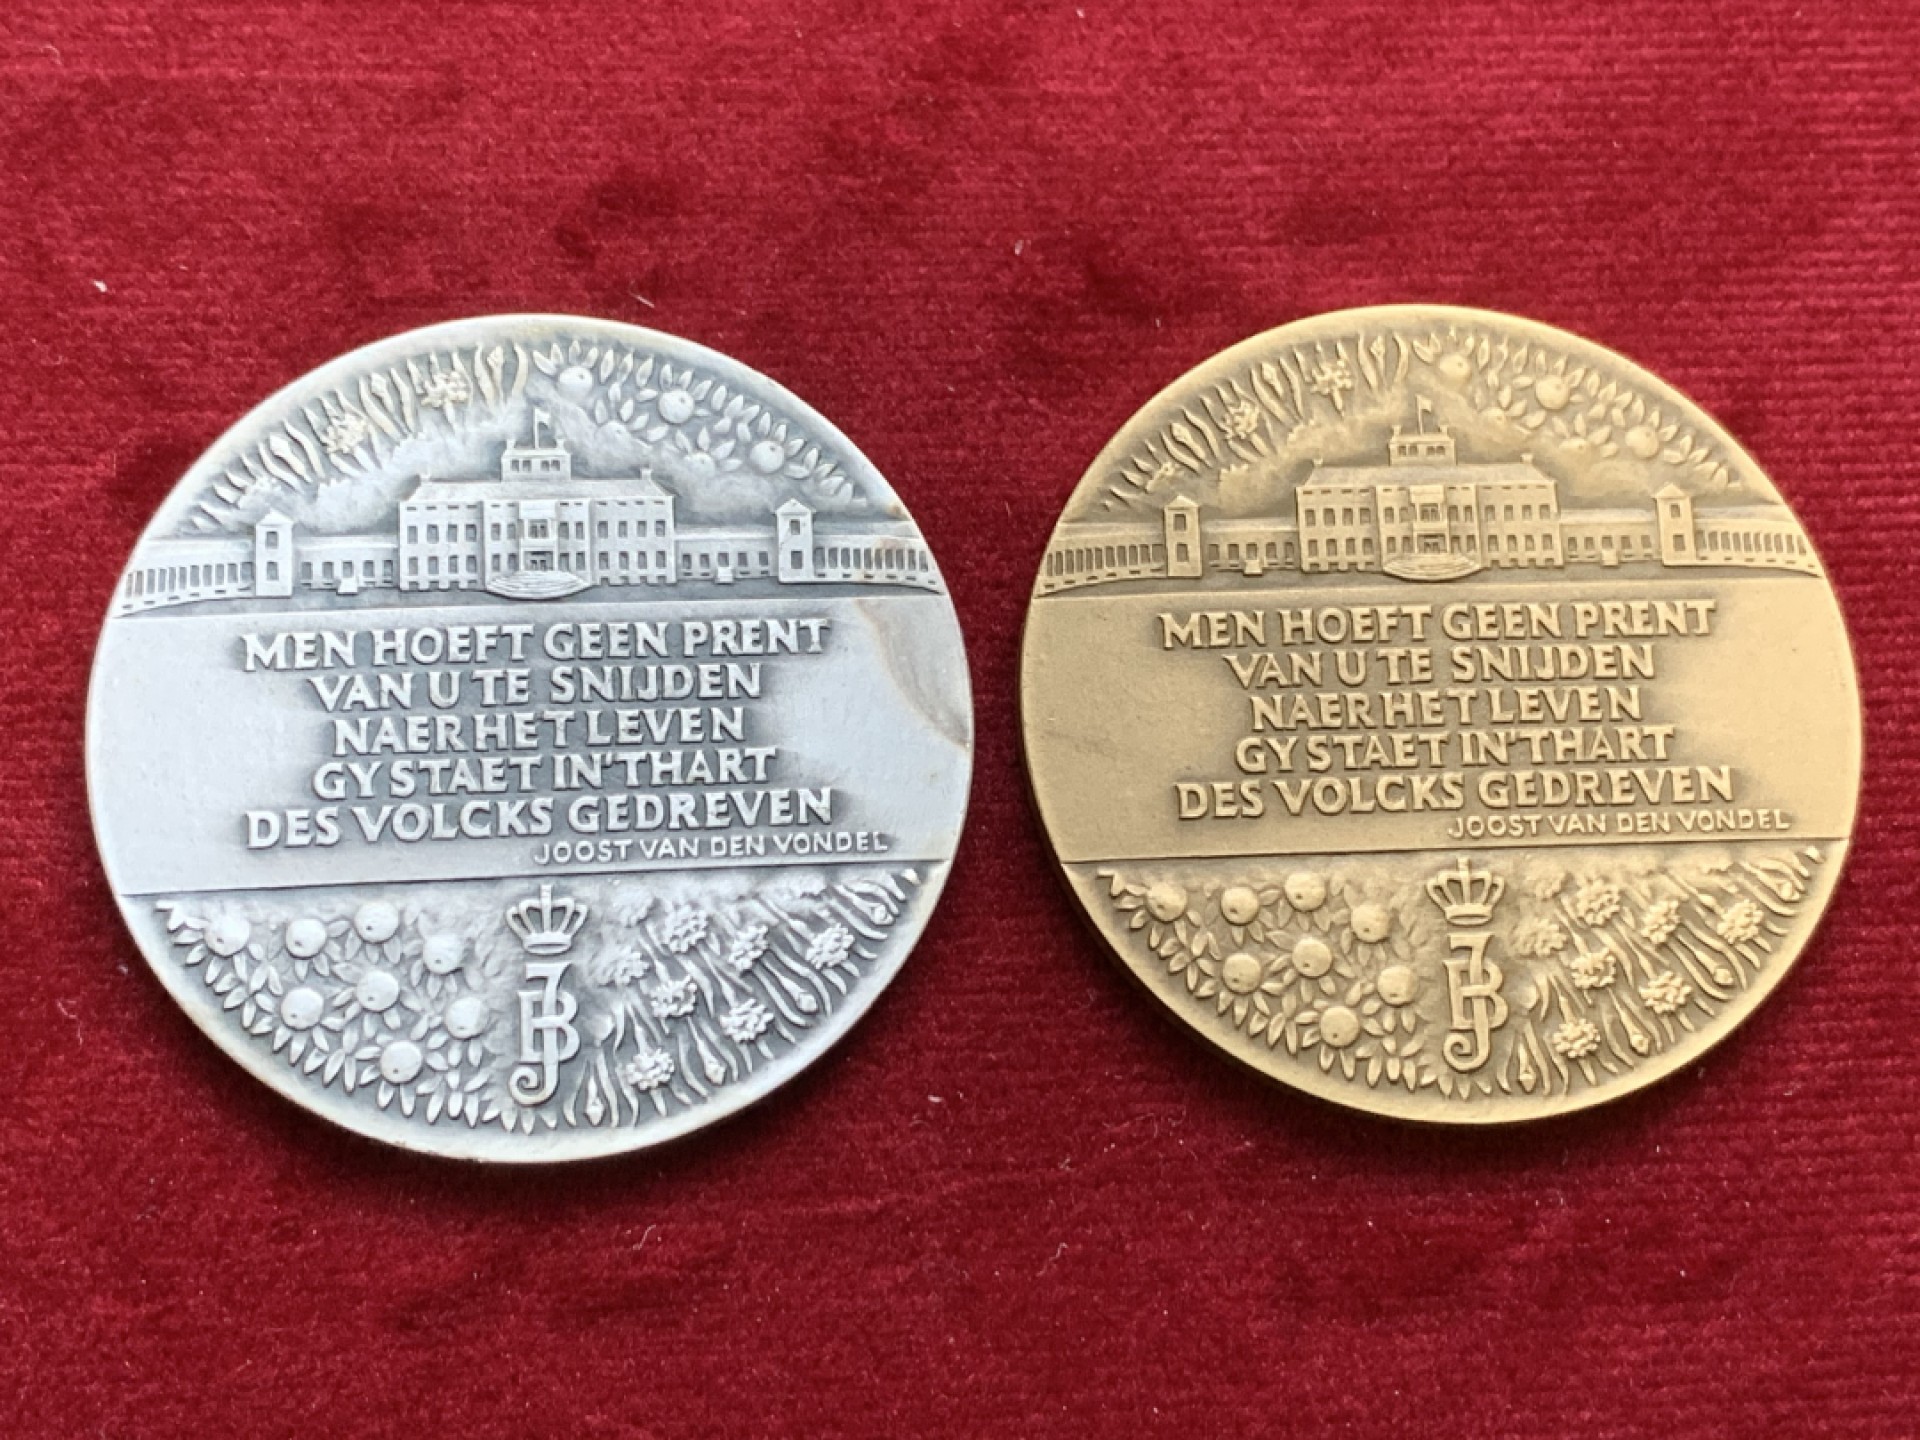 MEN HOEFT GEEN PRENT
VAN U TE SNIJDEN
NAER HET LEVEN
GY STAET IN'THART
DES VOLCKS GEDREVEN
JOOST VAN DEN VONDEL
JBJ
MEN HOEFT GEEN PRENT
VAN U TE SNIJDEN
NAER HET LEVEN
GY STAET IN'THART
DES VOLCKS GEDREVEN
JOOST VAN DEN VONDEL
JBJ